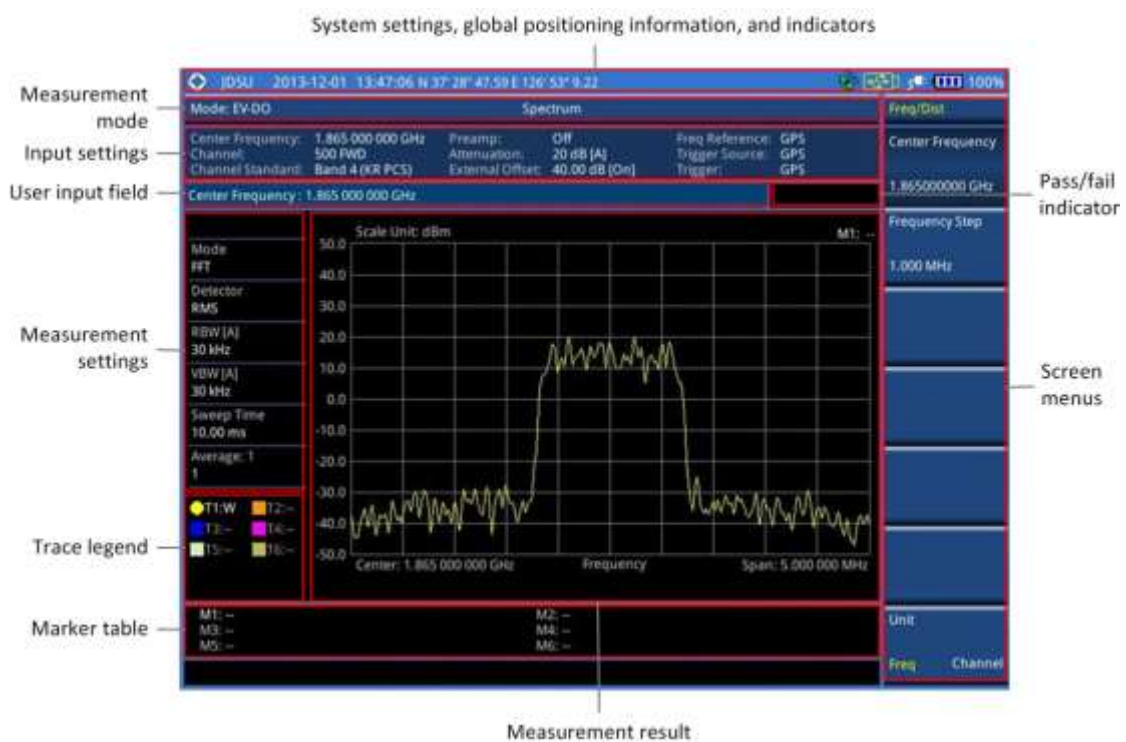 System settings, global positioning information, and indicators
JDSU 2013-12-01 13:47:06 N 37° 28" 47.59 E 126° 53" 9.22 100%
Measurement mode
Mode: EV-DO Spectrum Freq/Dist
Input settings
Center Frequency: 1.865 000 000 GHz Preamp: Off Freq Reference: GPS
Channel: 500 FWD Attenuation: 20 dB [A] Trigger Source: GPS
Channel Standard: Band 4 (KR PCS) External Offset: 40.00 dB [On] Trigger: GPS
Center Frequency
1.865000000 GHz
User input field
Center Frequency : 1.865 000 000 GHz
Pass/fail indicator
Frequency Step
1.000 MHz
Measurement settings
Mode
FFT
Detector
RMS
RBW [A]
30 kHz
VBW [A]
30 kHz
Sweep Time
10.00 ms
Average: 1
1
Scale Unit: dBm M1: --
50.0
40.0
30.0
20.0
10.0
0.0
-10.0
-20.0
-30.0
-40.0
-50.0
Center: 1.865 000 000 GHz Frequency Span: 5.000 000 MHz
Screen menus
Trace legend
T1:W T2:--
T3:-- T4:--
T5:-- T6:--
Marker table
M1: -- M2: --
M3: -- M4: --
M5: -- M6: --
Unit
Freq Channel
Measurement result